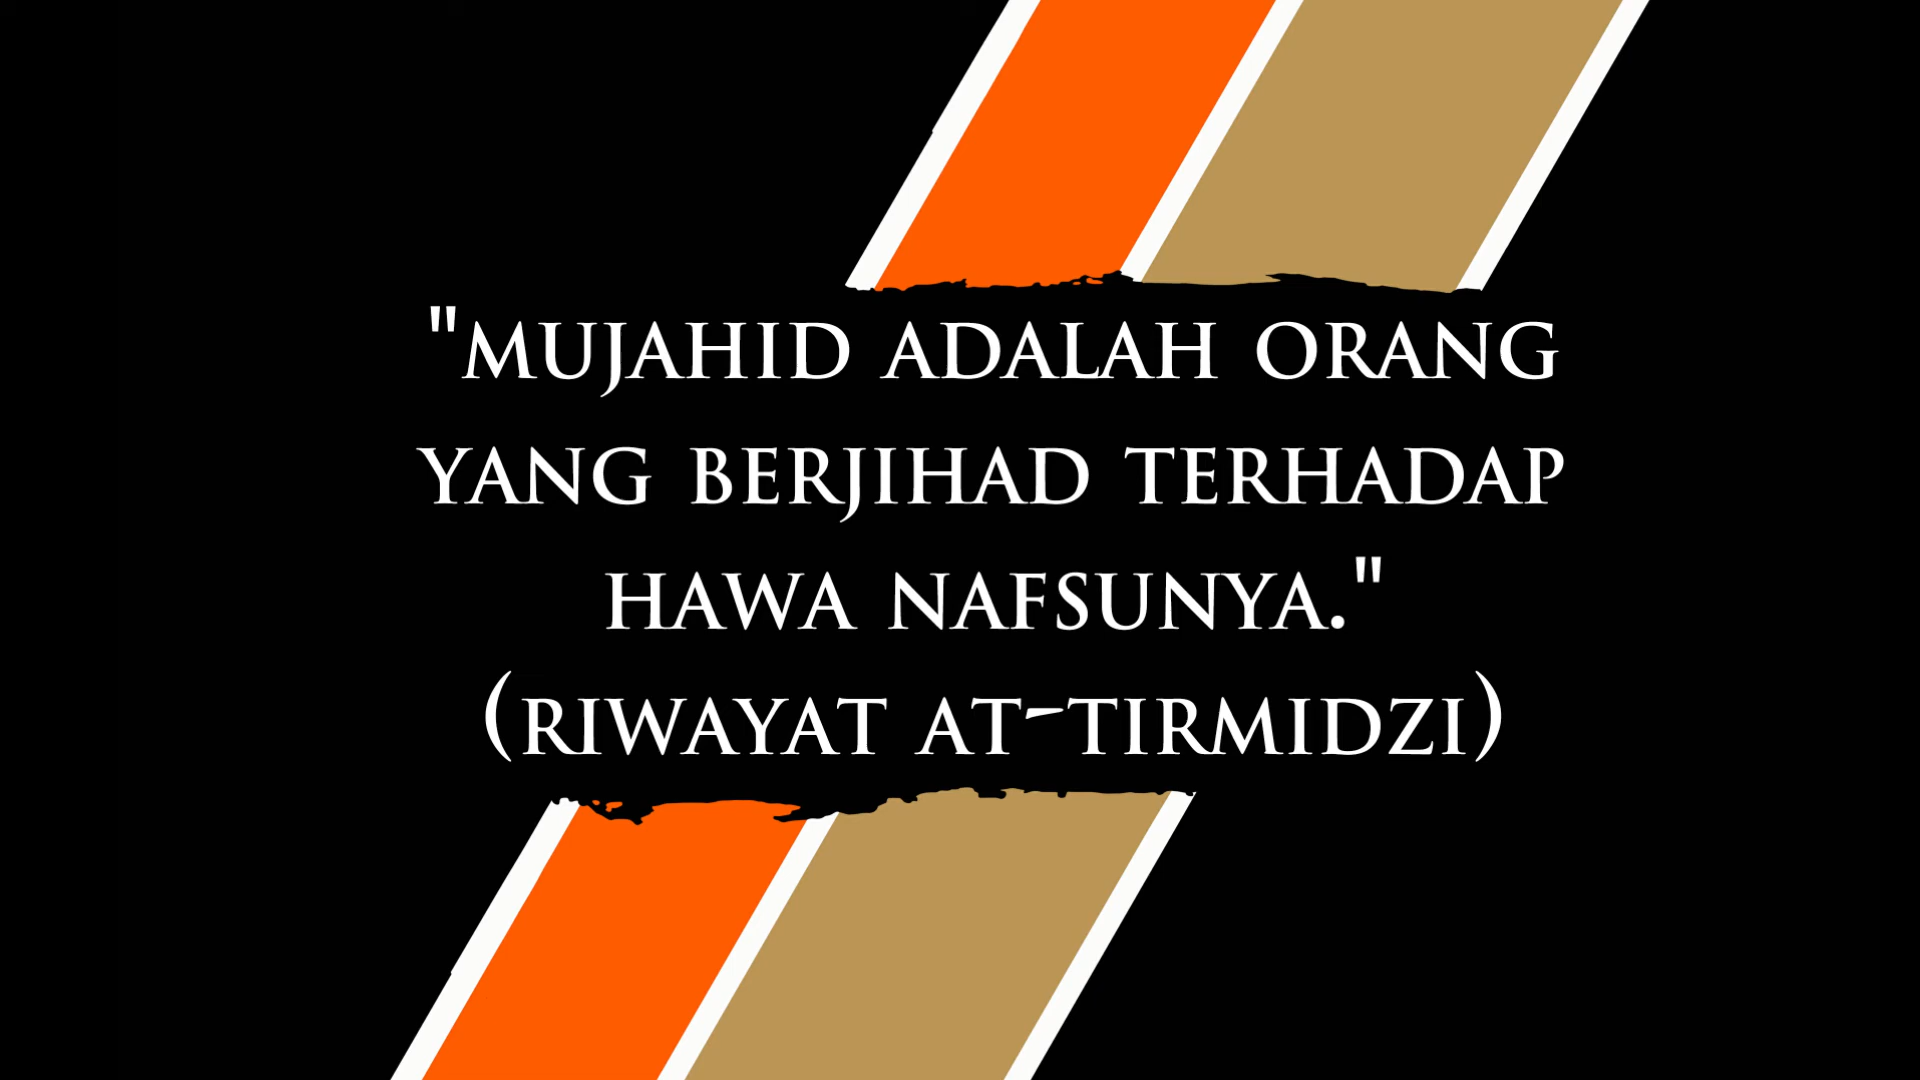 "MUJAHID ADALAH ORANG
YANG BERJIHAD TERHADAP
HAWA NAFSUNYA."
(RIWAYAT AT-TIRMIDZI)